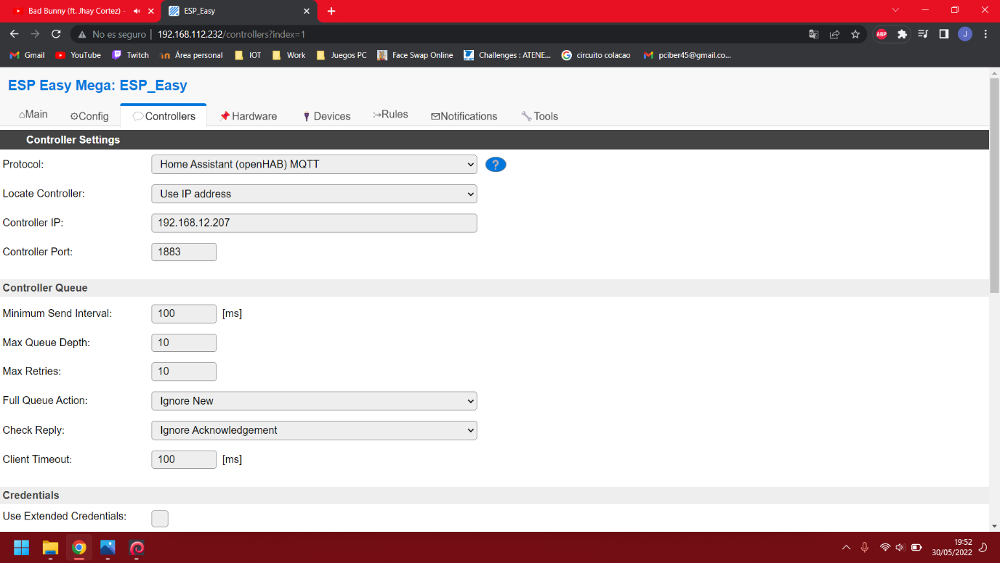 Bad Bunny (ft. Jhay Cortez) -
ESP_Easy
No es seguro | 192.168.112.232/controllers?index=1
ABP
J
Gmail YouTube Twitch Área personal IOT Work Juegos PC Face Swap Online Challenges : ATENE... circuito colacao pciber45@gmail.co...
ESP Easy Mega: ESP_Easy
Main Config Controllers Hardware Devices Rules Notifications Tools
Controller Settings
Protocol: Home Assistant (openHAB) MQTT ?
Locate Controller: Use IP address
Controller IP: 192.168.12.207
Controller Port: 1883
Controller Queue
Minimum Send Interval: 100 [ms]
Max Queue Depth: 10
Max Retries: 10
Full Queue Action: Ignore New
Check Reply: Ignore Acknowledgement
Client Timeout: 100 [ms]
Credentials
Use Extended Credentials:
19:52
30/05/2022